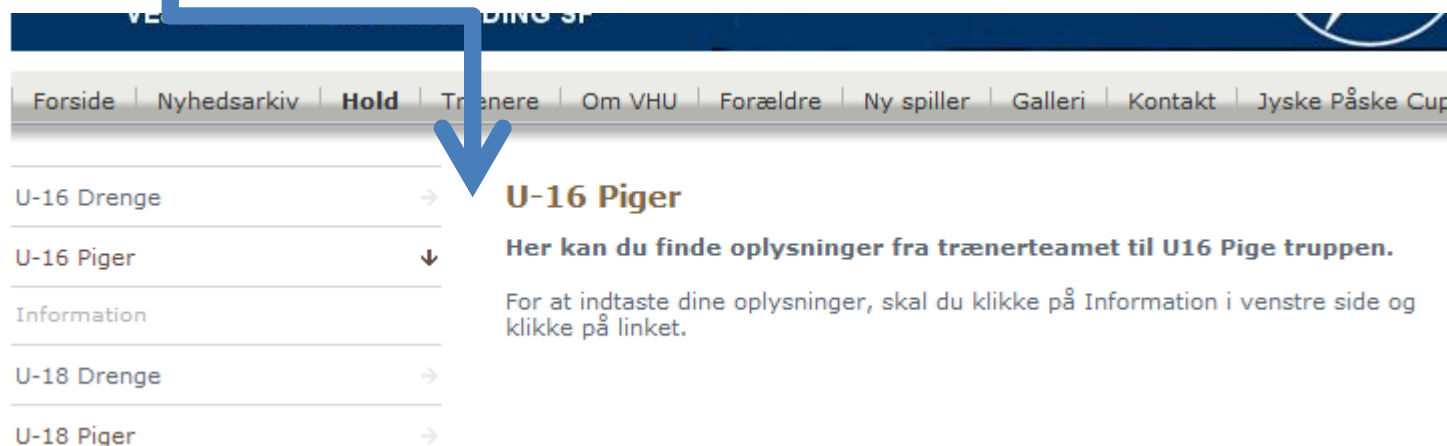 Forside Nyhedsarkiv Hold Trænere Om VHU Forældre Ny spiller Galleri Kontakt Jyske Påske Cup
U-16 Drenge
U-16 Piger
Information
U-18 Drenge
U-18 Piger
U-16 Piger
Her kan du finde oplysninger fra trænerteamet til U16 Pige truppen.
For at indtaste dine oplysninger, skal du klikke på Information i venstre side og
klikke på linket.